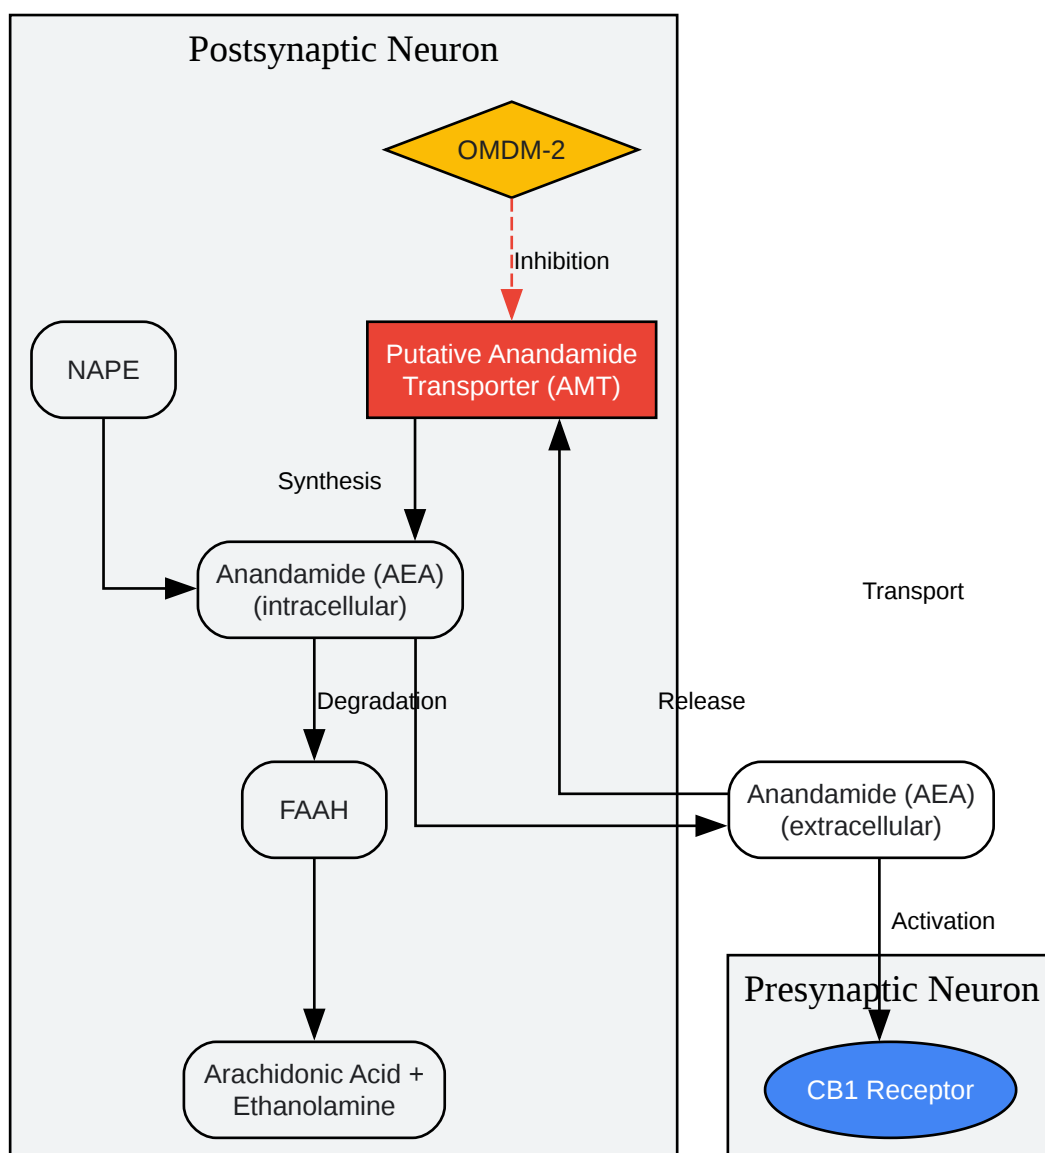 Postsynaptic Neuron
OMDM-2
Inhibition
NAPE
Putative Anandamide
Transporter (AMT)
Synthesis
Anandamide (AEA)
(intracellular)
Transport
Degradation
Release
FAAH
Anandamide (AEA)
(extracellular)
Activation
Presynaptic Neuron
Arachidonic Acid +
Ethanolamine
CB1 Receptor